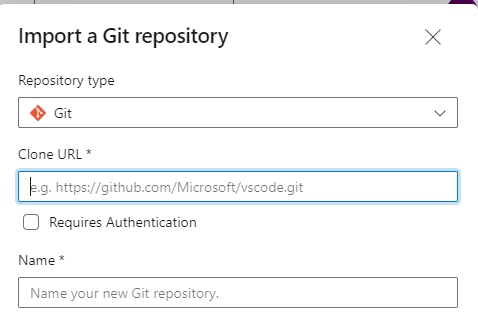 Import a Git repository
Repository type
Git
Clone URL *
e.g. https://github.com/Microsoft/vscode.git
Requires Authentication
Name *
Name your new Git repository.